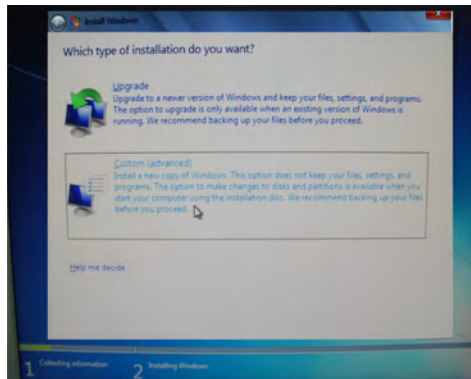 Install Windows
Which type of installation do you want?
Upgrade
Upgrade to a newer version of Windows and keep your files, settings, and programs.
The option to upgrade is only available when an existing version of Windows is
running. We recommend backing up your files before you proceed.
Custom (advanced)
Install a new copy of Windows. This option does not keep your files, settings, and
programs. The option to make changes to disks and partitions is available when you
start your computer using the installation disc. We recommend backing up your files
before you proceed.
Help me decide
1 Collecting information
2 Installing Windows